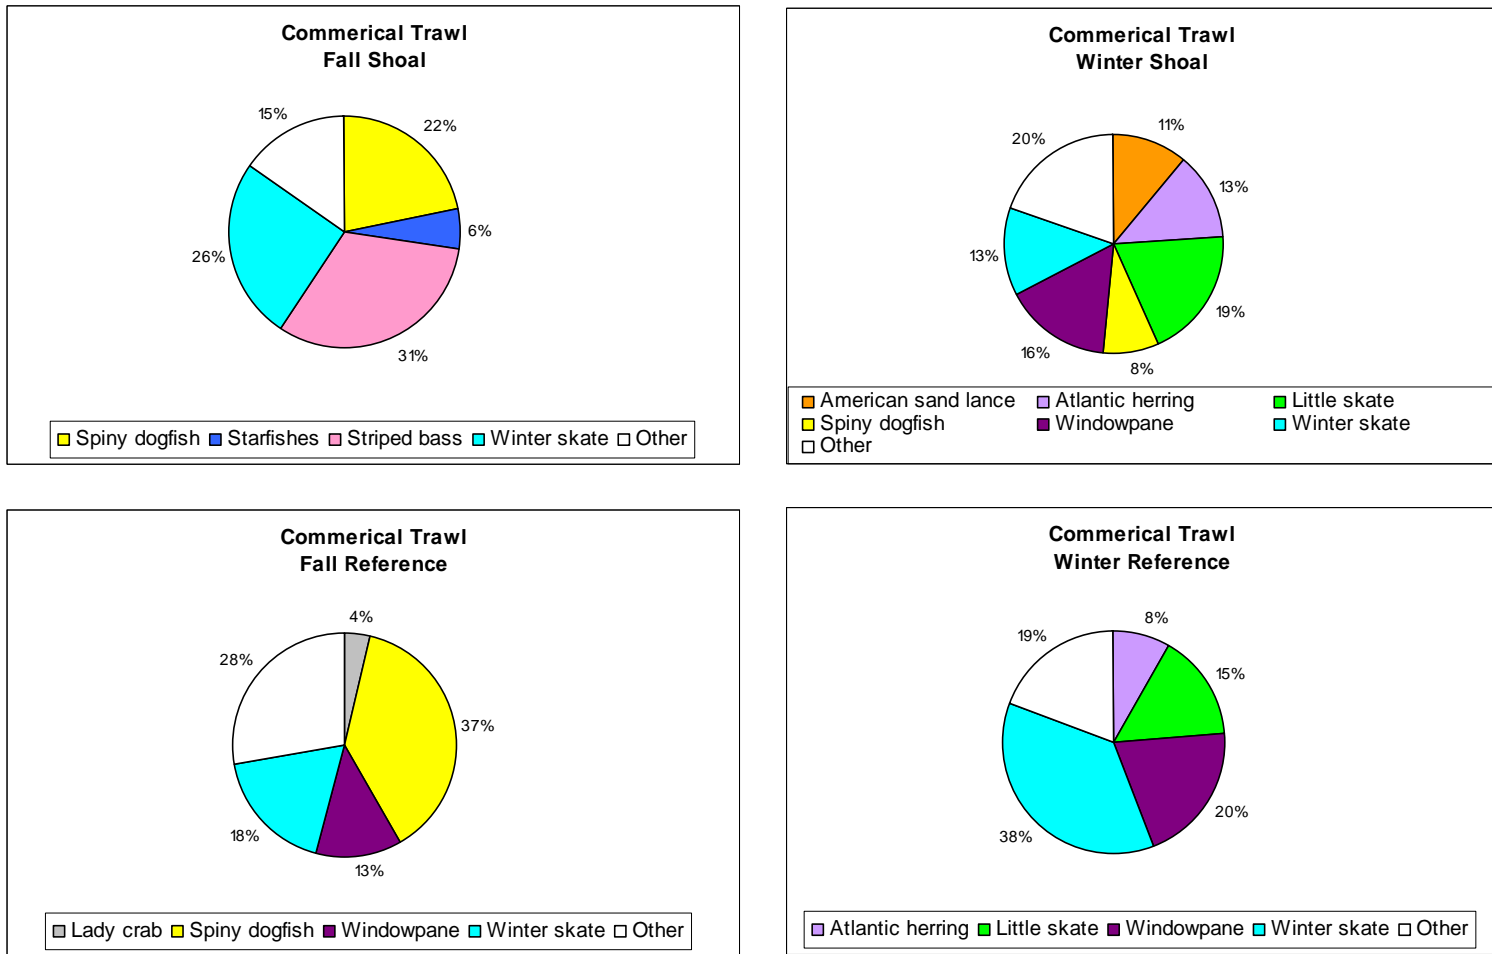 Commerical Trawl
Fall Shoal
15%
22%
6%
26%
31%
Spiny dogfish Starfishes Striped bass Winter skate Other
Commerical Trawl
Winter Shoal
11%
20%
13%
13%
19%
16%
8%
American sand lance Atlantic herring Little skate
Spiny dogfish Windowpane Winter skate
Other
Commerical Trawl
Fall Reference
4%
28%
37%
18%
13%
Lady crab Spiny dogfish Windowpane Winter skate Other
Commerical Trawl
Winter Reference
8%
19%
15%
20%
38%
Atlantic herring Little skate Windowpane Winter skate Other